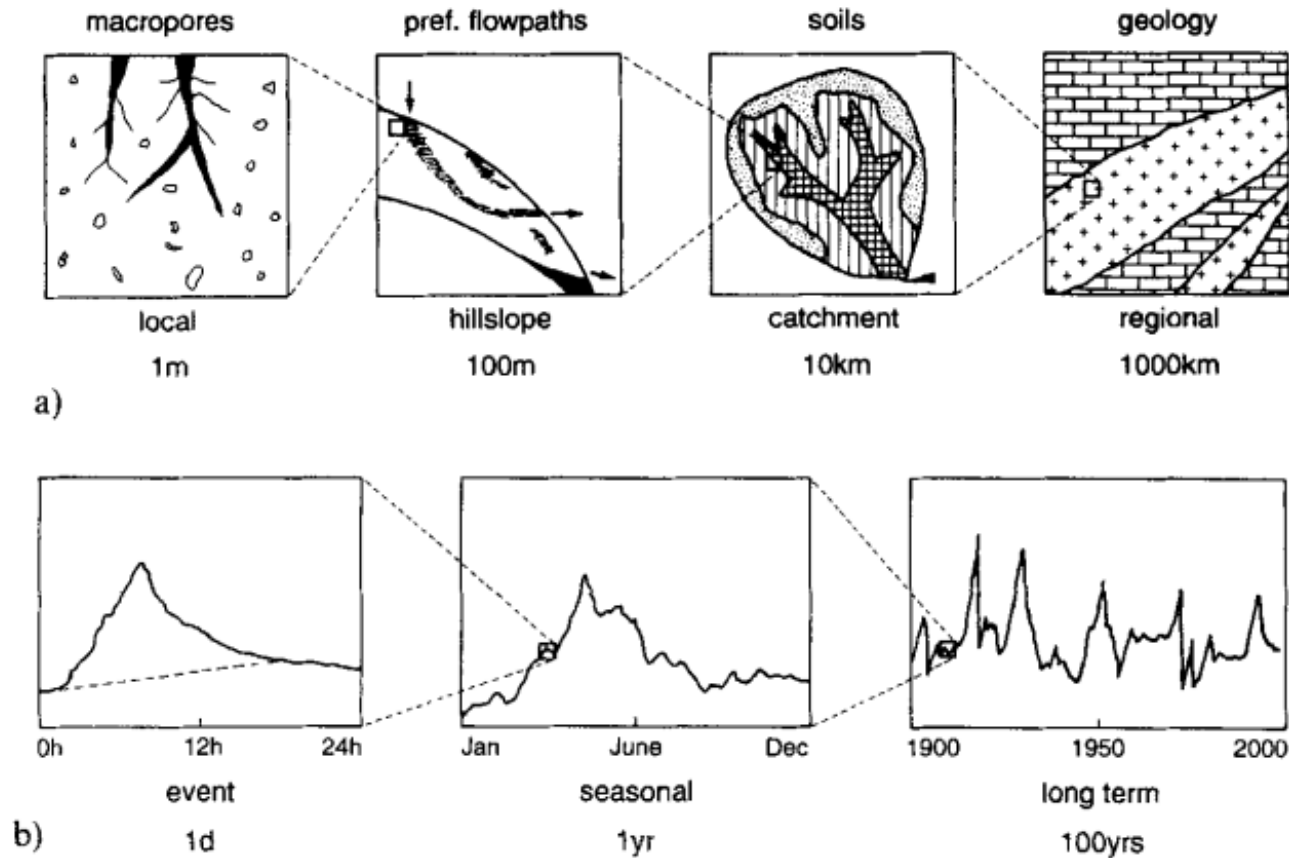 macropores
pref. flowpaths
soils
geology
local
hillslope
catchment
regional
1m
100m
10km
1000km
a)
0h
12h
24h
Jan
June
Dec
1900
1950
2000
event
seasonal
long term
b)
1d
1yr
100yrs